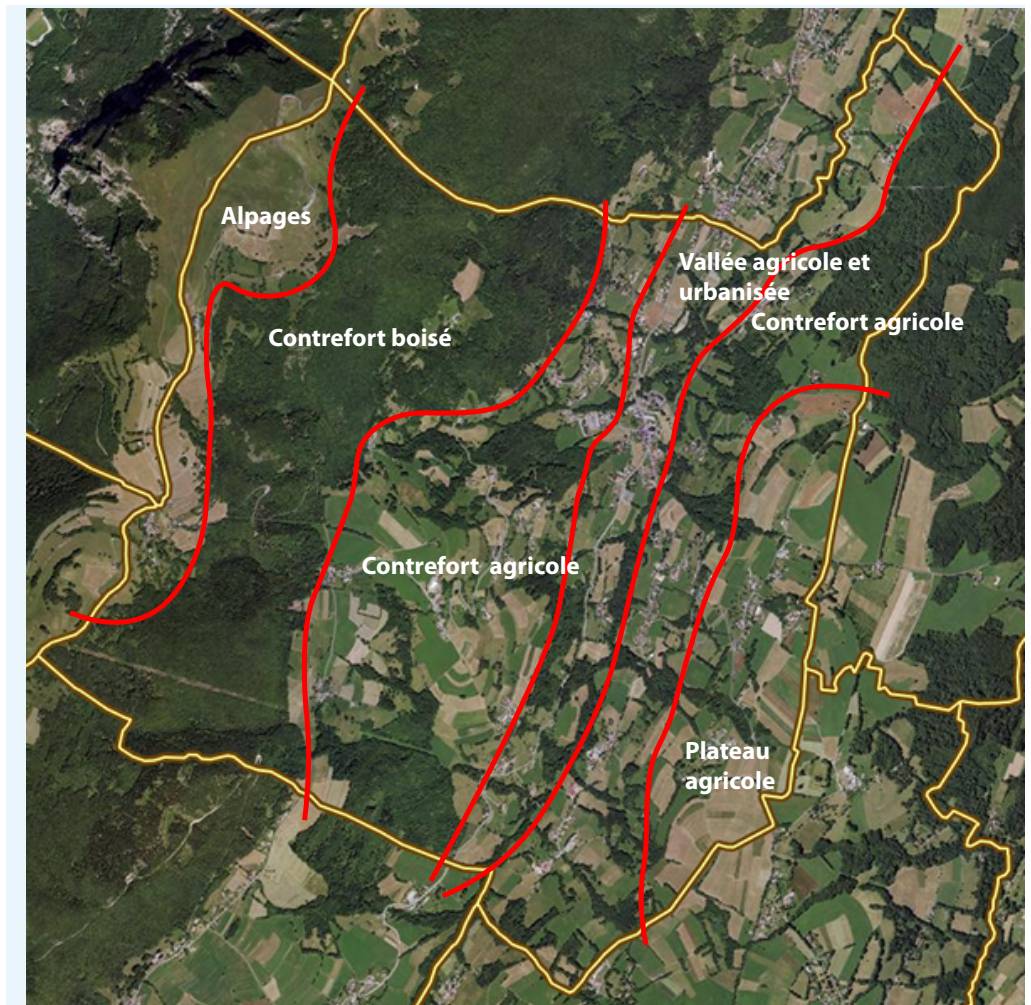 Alpages
Vallée agricole et
urbanisée
Contrefort agricole
Contrefort boisé
Contrefort  agricole
Plateau
agricole